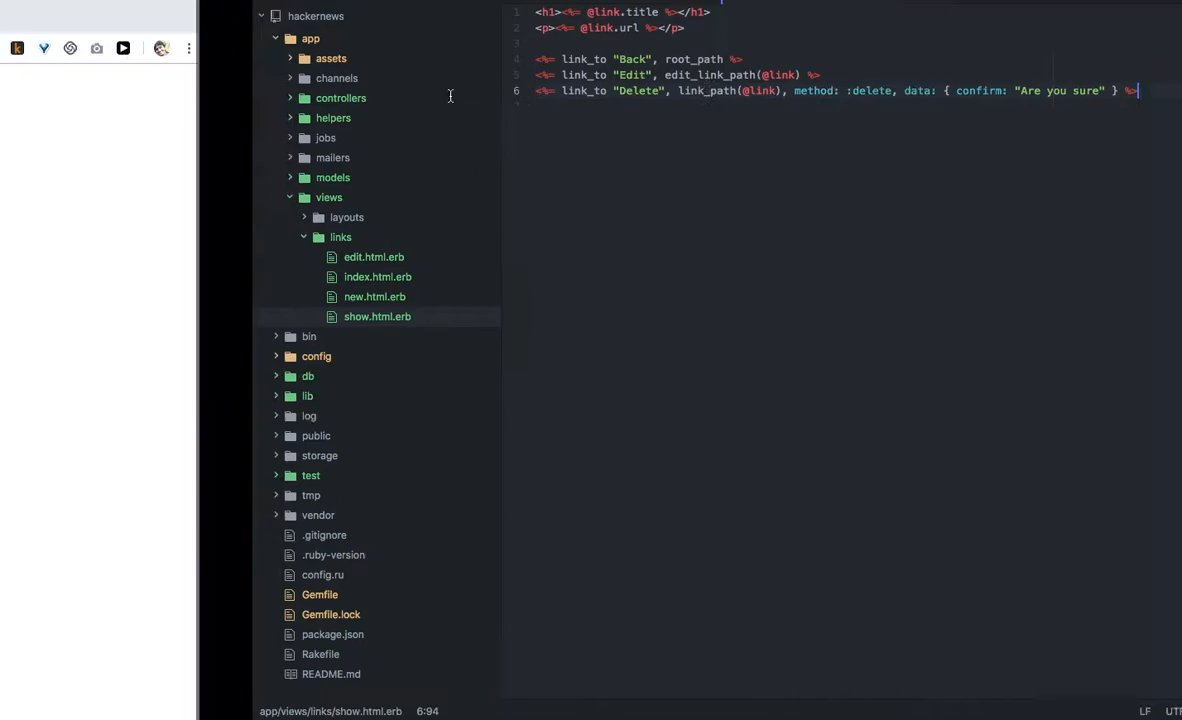 hackernews
app
assets
channels
controllers
helpers
jobs
mailers
models
views
layouts
links
edit.html.erb
index.html.erb
new.html.erb
show.html.erb
bin
config
db
lib
log
public
storage
test
tmp
vendor
.gitignore
.ruby-version
config.ru
Gemfile
Gemfile.lock
package.json
Rakefile
README.md
1 <h1><%= @link.title %></h1>
2 <p><%= @link.url %></p>
3
4 <%= link_to "Back", root_path %>
5 <%= link_to "Edit", edit_link_path(@link) %>
6 <%= link_to "Delete", link_path(@link), method: :delete, data: { confirm: "Are you sure" } %>
app/views/links/show.html.erb 6:94 LF UTF